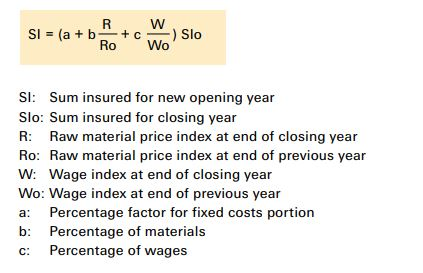 SI = (a + b R/Ro + c W/Wo) SIo
SI: Sum insured for new opening year
SIo: Sum insured for closing year
R: Raw material price index at end of closing year
Ro: Raw material price index at end of previous year
W: Wage index at end of closing year
Wo: Wage index at end of previous year
a: Percentage factor for fixed costs portion
b: Percentage of materials
c: Percentage of wages